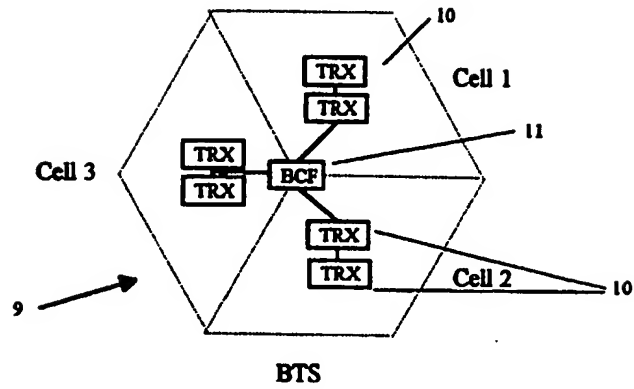 10
TRX
Cell 1
TRX
11
TRX
Cell 3
BCF
TRX
TRX
TRX
Cell 2
10
9
BTS